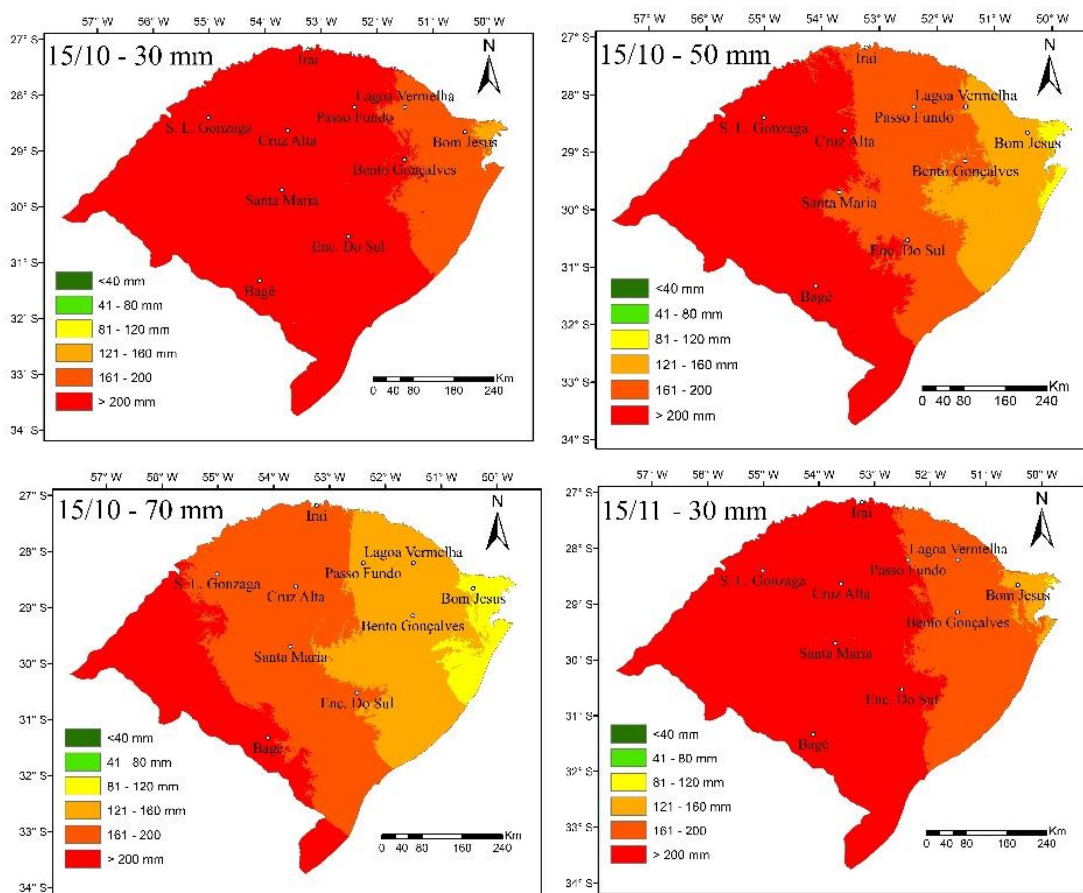 57° W 56° W 55° W 54° W 53° W 52° W 51° W 50° W
27° S
15/10 - 30 mm
N
Irai
28° S
Lagoa Vermelha
Passo Fundo
S. L. Gonzaga
Cruz Alta
Bom Jesus
29° S
Bento Gonçalves
30° S
Santa Maria
Enc. Do Sul
31° S
Bagé
<40 mm
41 - 80 mm
32° S
81 - 120 mm
121 - 160 mm
33° S
161 - 200
> 200 mm
Km
0 40 80 160 240
34° S
57° W 56° W 55° W 54° W 53° W 52° W 51° W 50° W
27° S
15/10 - 50 mm
N
Irai
28° S
Lagoa Vermelha
Passo Fundo
S. L. Gonzaga
Cruz Alta
Bom Jesus
29° S
Bento Gonçalves
30° S
Santa Maria
Enc. Do Sul
31° S
Bagé
<40 mm
41 - 80 mm
32° S
81 - 120 mm
121 - 160 mm
33° S
161 - 200
> 200 mm
Km
0 40 80 160 240
34° S
57° W 56° W 55° W 54° W 53° W 52° W 51° W 50° W
27° S
15/10 - 70 mm
N
Irai
28° S
Lagoa Vermelha
Passo Fundo
S. L. Gonzaga
Cruz Alta
Bom Jesus
29° S
Bento Gonçalves
30° S
Santa Maria
Enc. Do Sul
31° S
Bagé
<40 mm
41 - 80 mm
32° S
81 - 120 mm
121 - 160 mm
33° S
161 - 200
> 200 mm
Km
0 40 80 160 240
34° S
57° W 56° W 55° W 54° W 53° W 52° W 51° W 50° W
27° S
15/11 - 30 mm
N
Irai
28° S
Lagoa Vermelha
Passo Fundo
S. L. Gonzaga
Cruz Alta
Bom Jesus
29° S
Bento Gonçalves
30° S
Santa Maria
Enc. Do Sul
31° S
Bagé
<40 mm
41 - 80 mm
32° S
81 - 120 mm
121 - 160 mm
33° S
161 - 200
> 200 mm
Km
0 40 80 160 240
34° S